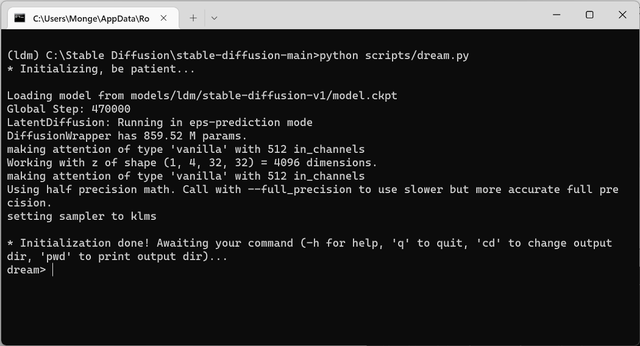 C:\Users\Monge\AppData\Ro
(ldm) C:\Stable Diffusion\stable-diffusion-main>python scripts/dream.py
* Initializing, be patient...
Loading model from models/ldm/stable-diffusion-v1/model.ckpt
Global Step: 470000
LatentDiffusion: Running in eps-prediction mode
DiffusionWrapper has 859.52 M params.
making attention of type 'vanilla' with 512 in_channels
Working with z of shape (1, 4, 32, 32) = 4096 dimensions.
making attention of type 'vanilla' with 512 in_channels
Using half precision math. Call with --full_precision to use slower but more accurate full pre
cision.
setting sampler to klms
* Initialization done! Awaiting your command (-h for help, 'q' to quit, 'cd' to change output
dir, 'pwd' to print output dir)...
dream>